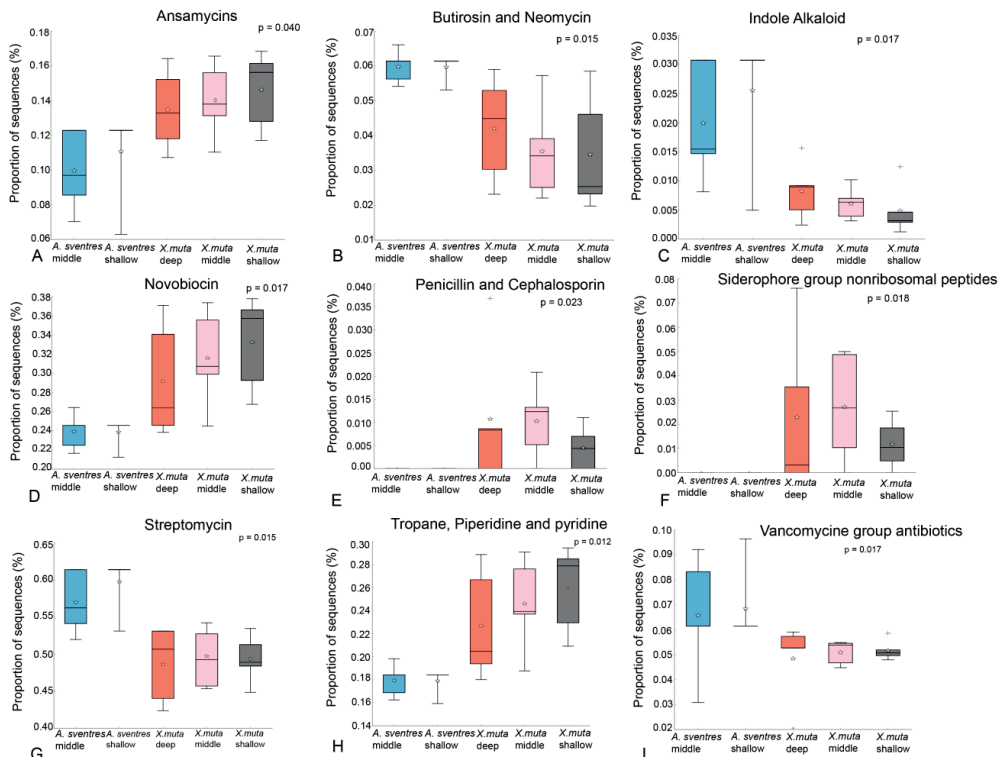 Ansamycins
p = 0.040
Proportion of sequences (%)
0.18
0.16
0.14
0.12
0.10
0.08
0.06
A. sventres middle
A. sventres shallow
X.muta deep
X.muta middle
X.muta shallow
A
Butirosin and Neomycin
p = 0.015
Proportion of sequences (%)
0.07
0.06
0.05
0.04
0.03
0.02
0.01
A. sventres middle
A. sventres shallow
X.muta deep
X.muta middle
X.muta shallow
B
Indole Alkaloid
p = 0.017
Proportion of sequences (%)
0.035
0.030
0.025
0.020
0.015
0.010
0.005
0.000
A. sventres middle
A. sventres shallow
X.muta deep
X.muta middle
X.muta shallow
C
Novobiocin
p = 0.017
Proportion of sequences (%)
0.38
0.36
0.33
0.32
0.30
0.28
0.26
0.24
0.22
0.20
A. sventres middle
A. sventres shallow
X.muta deep
X.muta middle
X.muta shallow
D
Penicillin and Cephalosporin
p = 0.023
Proportion of sequences (%)
0.040
0.035
0.030
0.025
0.020
0.015
0.010
0.005
0.00
A. sventres middle
A. sventres shallow
X.muta deep
X.muta middle
X.muta shallow
E
Siderophore group nonribosomal peptides
p = 0.018
Proportion of sequences (%)
0.08
0.07
0.06
0.05
0.04
0.03
0.02
0.01
0.00
A. sventres middle
A. sventres shallow
X.muta deep
X.muta middle
X.muta shallow
F
Streptomycin
p = 0.015
Proportion of sequences (%)
0.65
0.60
0.55
0.50
0.45
0.40
A. sventres middle
A. sventres shallow
X.muta deep
X.muta middle
X.muta shallow
G
Tropane, Piperidine and pyridine
p = 0.012
Proportion of sequences (%)
0.30
0.28
0.26
0.24
0.22
0.20
0.18
0.16
0.14
A. sventres middle
A. sventres shallow
X.muta deep
X.muta middle
X.muta shallow
H
Vancomycine group antibiotics
p = 0.017
Proportion of sequences (%)
0.10
0.09
0.08
0.07
0.06
0.05
0.04
0.03
0.02
A. sventres middle
A. sventres shallow
X.muta deep
X.muta middle
X.muta shallow
I